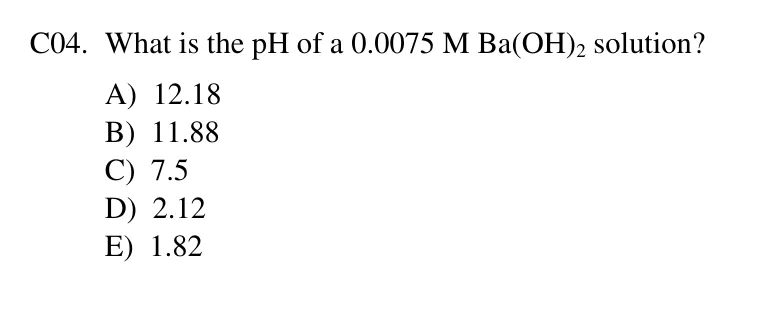 C04. What is the pH of a 0.0075 M Ba(OH)₂ solution?
A) 12.18
B) 11.88
C) 7.5
D) 2.12
E) 1.82